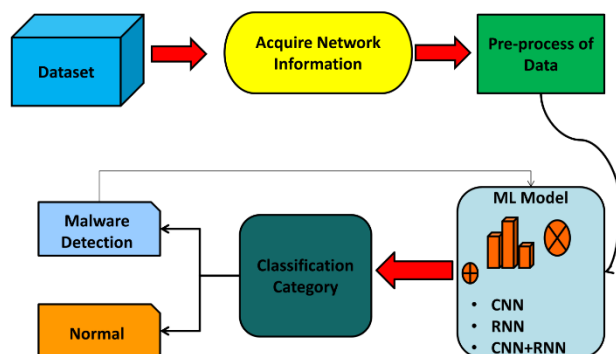 Dataset
Acquire Network
Information
Pre-process of
Data
ML Model
• CNN
• RNN
• CNN+RNN
Classification
Category
Malware
Detection
Normal